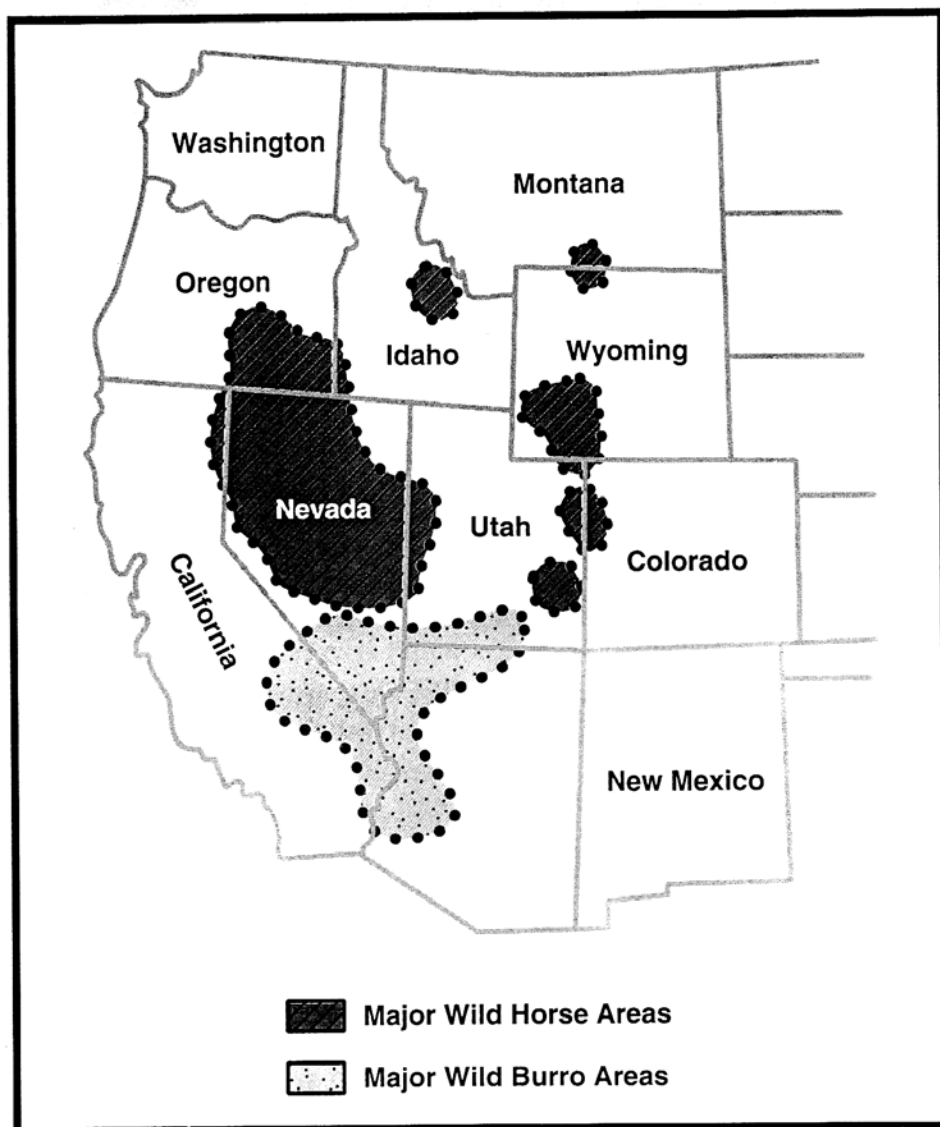 Washington
Montana
Oregon
Idaho
Wyoming
Nevada
Utah
Colorado
California
New Mexico
Major Wild Horse Areas
Major Wild Burro Areas